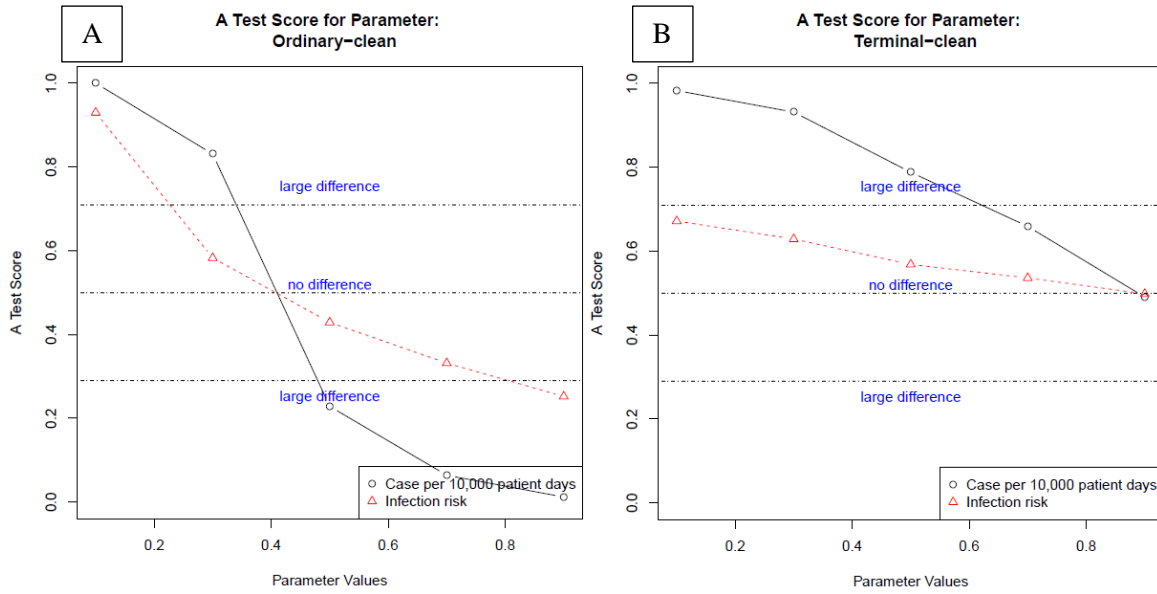 A
A Test Score for Parameter:
Ordinary−clean
1.0
0.8
0.6
0.4
0.2
0.0
A Test Score
large difference
no difference
large difference
Case per 10,000 patient days
Infection risk
0.2 0.4 0.6 0.8
Parameter Values
B
A Test Score for Parameter:
Terminal−clean
1.0
0.8
0.6
0.4
0.2
0.0
A Test Score
large difference
no difference
large difference
Case per 10,000 patient days
Infection risk
0.2 0.4 0.6 0.8
Parameter Values